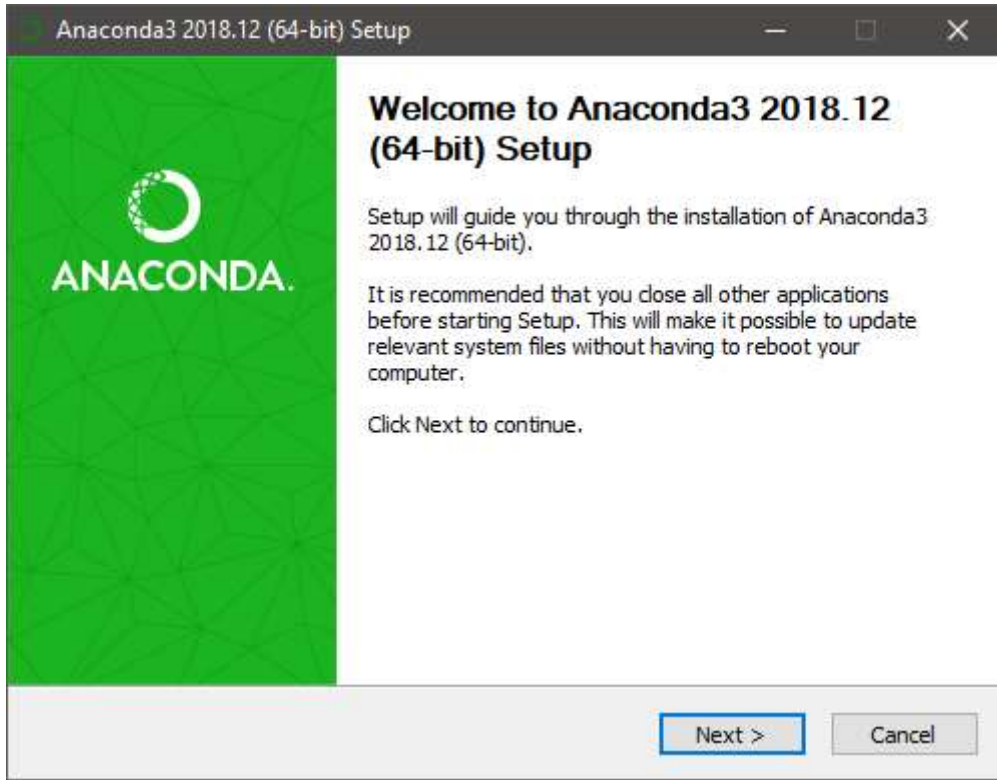 Anaconda3 2018.12 (64-bit) Setup
ANACONDA.
Welcome to Anaconda3 2018.12
(64-bit) Setup
Setup will guide you through the installation of Anaconda3
2018.12 (64-bit).
It is recommended that you close all other applications
before starting Setup. This will make it possible to update
relevant system files without having to reboot your
computer.
Click Next to continue.
Next >
Cancel